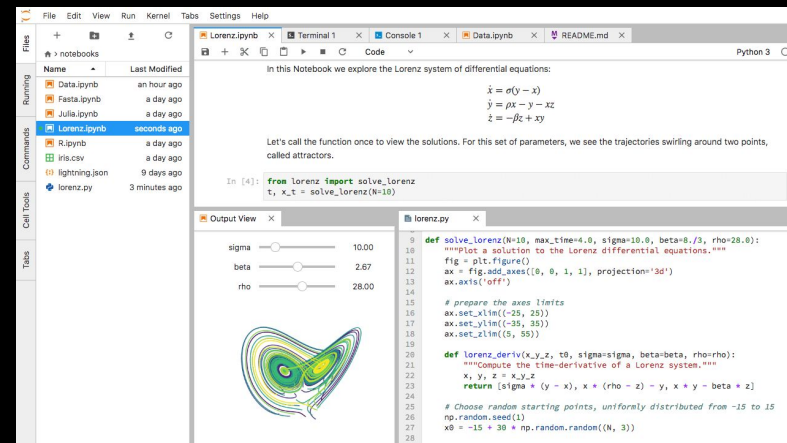 File Edit View Run Kernel Tabs Settings Help
Files
Running
Commands
Cell Tools
Tabs
> notebooks
Name Last Modified
Data.ipynb an hour ago
Fasta.ipynb a day ago
Julia.ipynb a day ago
Lorenz.ipynb seconds ago
R.ipynb a day ago
iris.csv a day ago
lightning.json 9 days ago
lorenz.py 3 minutes ago
Lorenz.ipynb Terminal 1 Console 1 Data.ipynb README.md
Code Python 3
In this Notebook we explore the Lorenz system of differential equations:
ẋ = σ(y − x)
ẏ = ρx − y − xz
ż = −βz + xy
Let's call the function once to view the solutions. For this set of parameters, we see the trajectories swirling around two points,
called attractors.
In [4]: from lorenz import solve_lorenz
t, x_t = solve_lorenz(N=10)
Output View
sigma 10.00
beta 2.67
rho 28.00
lorenz.py
9 def solve_lorenz(N=10, max_time=4.0, sigma=10.0, beta=8./3, rho=28.0):
10 """Plot a solution to the Lorenz differential equations."""
11 fig = plt.figure()
12 ax = fig.add_axes([0, 0, 1, 1], projection='3d')
13 ax.axis('off')
14
15 # prepare the axes limits
16 ax.set_xlim((-25, 25))
17 ax.set_ylim((-35, 35))
18 ax.set_zlim((5, 55))
19
20 def lorenz_deriv(x_y_z, t0, sigma=sigma, beta=beta, rho=rho):
21 """Compute the time-derivative of a Lorenz system."""
22 x, y, z = x_y_z
23 return [sigma * (y - x), x * (rho - z) - y, x * y - beta * z]
24
25 # Choose random starting points, uniformly distributed from -15 to 15
26 np.random.seed(1)
27 x0 = -15 + 30 * np.random.random((N, 3))
28